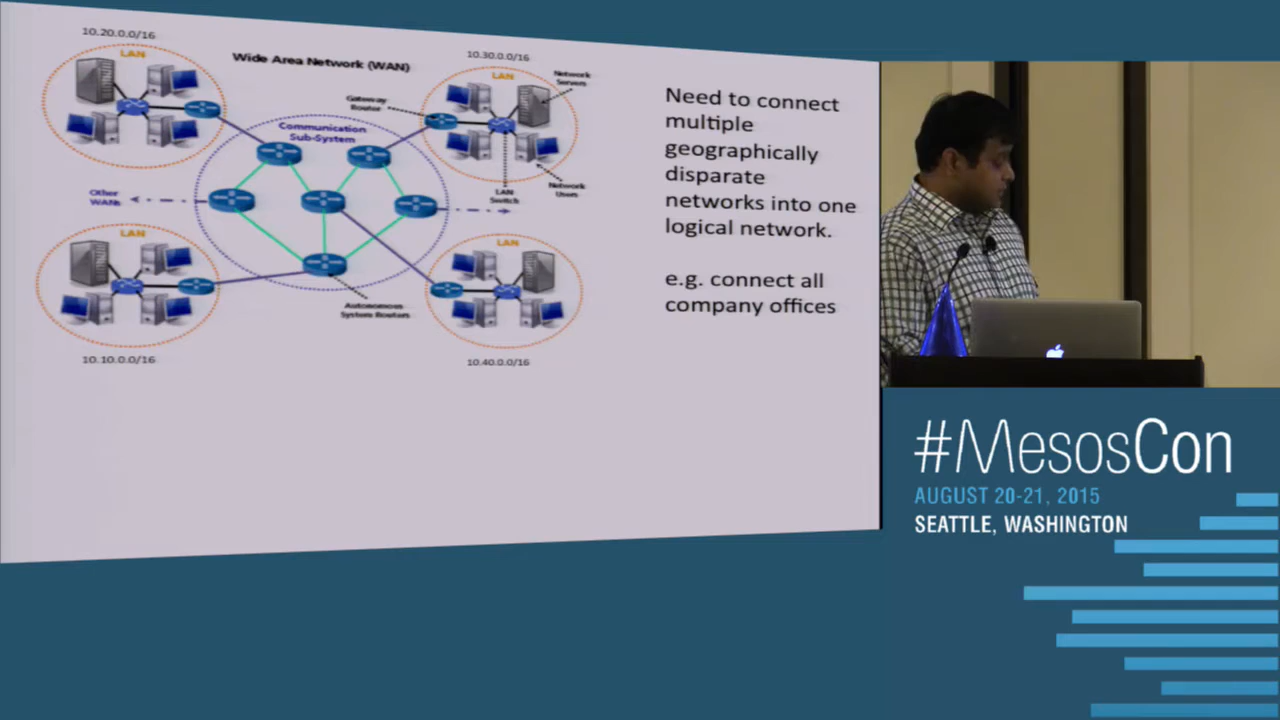 10.20.0.0/16
LAN
Wide Area Network (WAN)
10.30.0.0/16
LAN
Network
Servers
Gateway
Router
Communication
Sub-System
Other
WANs
LAN
Switch
Network
Users
LAN
LAN
Autonomous
System Routers
10.10.0.0/16
10.40.0.0/16
Need to connect
multiple
geographically
disparate
networks into one
logical network.
e.g. connect all
company offices
#MesosCon
AUGUST 20-21, 2015
SEATTLE, WASHINGTON